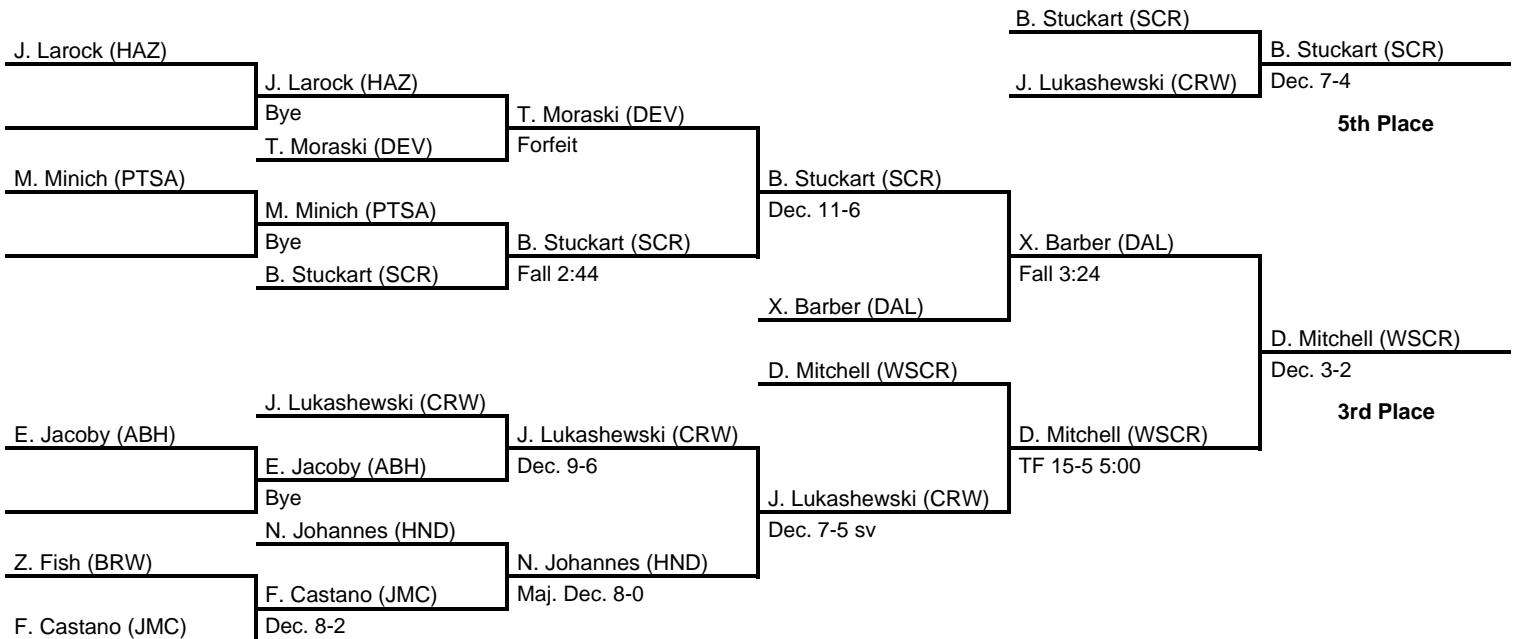 B. Stuckart (SCR)
J. Larock (HAZ)
B. Stuckart (SCR)
J. Larock (HAZ)
J. Lukashewski (CRW)
Dec. 7-4
Bye
T. Moraski (DEV)
5th Place
T. Moraski (DEV)
Forfeit
M. Minich (PTSA)
B. Stuckart (SCR)
M. Minich (PTSA)
Dec. 11-6
Bye
B. Stuckart (SCR)
X. Barber (DAL)
B. Stuckart (SCR)
Fall 2:44
Fall 3:24
X. Barber (DAL)
D. Mitchell (WSCR)
D. Mitchell (WSCR)
Dec. 3-2
J. Lukashewski (CRW)
3rd Place
E. Jacoby (ABH)
J. Lukashewski (CRW)
D. Mitchell (WSCR)
E. Jacoby (ABH)
Dec. 9-6
TF 15-5 5:00
Bye
J. Lukashewski (CRW)
N. Johannes (HND)
Dec. 7-5 sv
Z. Fish (BRW)
N. Johannes (HND)
F. Castano (JMC)
Maj. Dec. 8-0
F. Castano (JMC)
Dec. 8-2